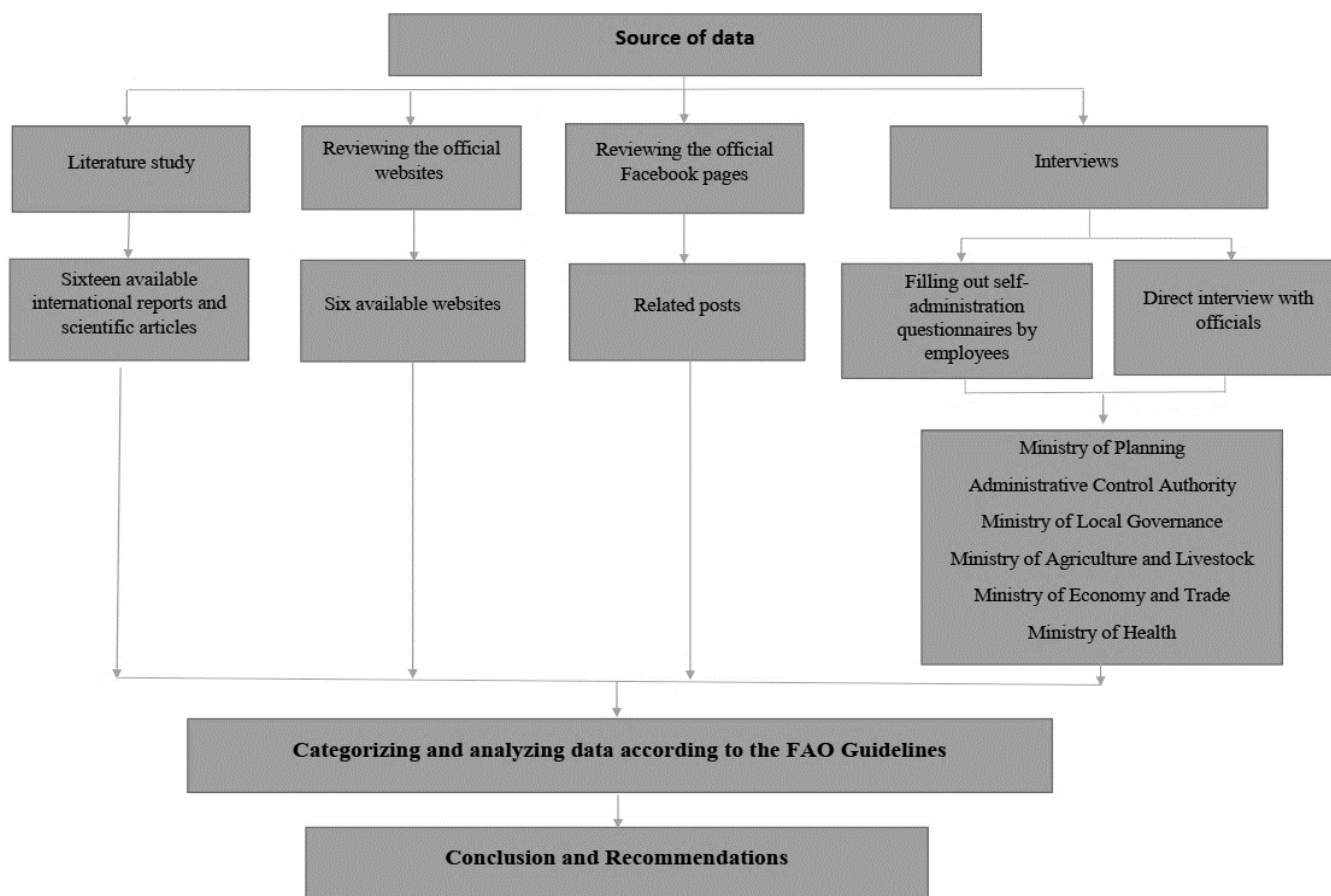 Source of data
Literature study
Reviewing the official
websites
Reviewing the official
Facebook pages
Interviews
Sixteen available
international reports and
scientific articles
Six available websites
Related posts
Filling out self-
administration
questionnaires by
employees
Direct interview with
officials
Ministry of Planning
Administrative Control Authority
Ministry of Local Governance
Ministry of Agriculture and Livestock
Ministry of Economy and Trade
Ministry of Health
Categorizing and analyzing data according to the FAO Guidelines
Conclusion and Recommendations